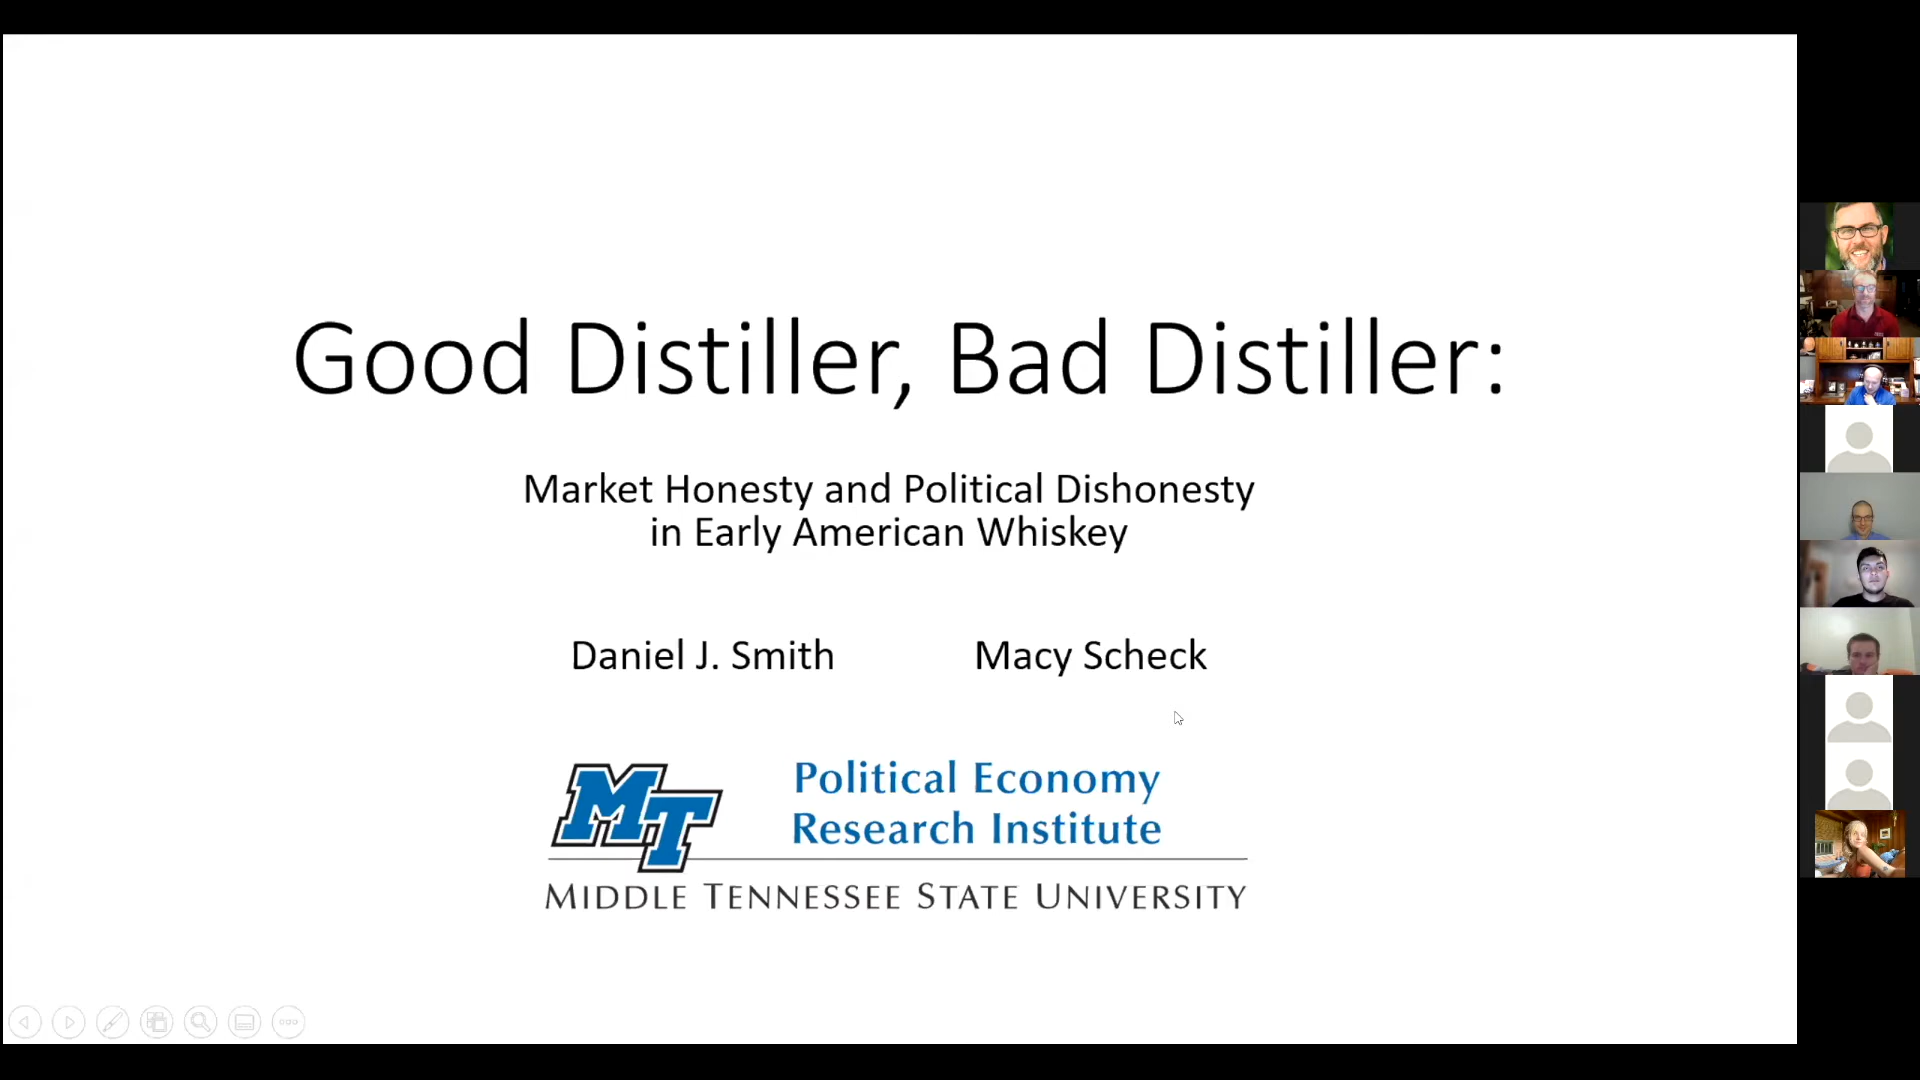 Good Distiller, Bad Distiller:
Market Honesty and Political Dishonesty
in Early American Whiskey
Daniel J. Smith Macy Scheck
MT
Political Economy
Research Institute
MIDDLE TENNESSEE STATE UNIVERSITY